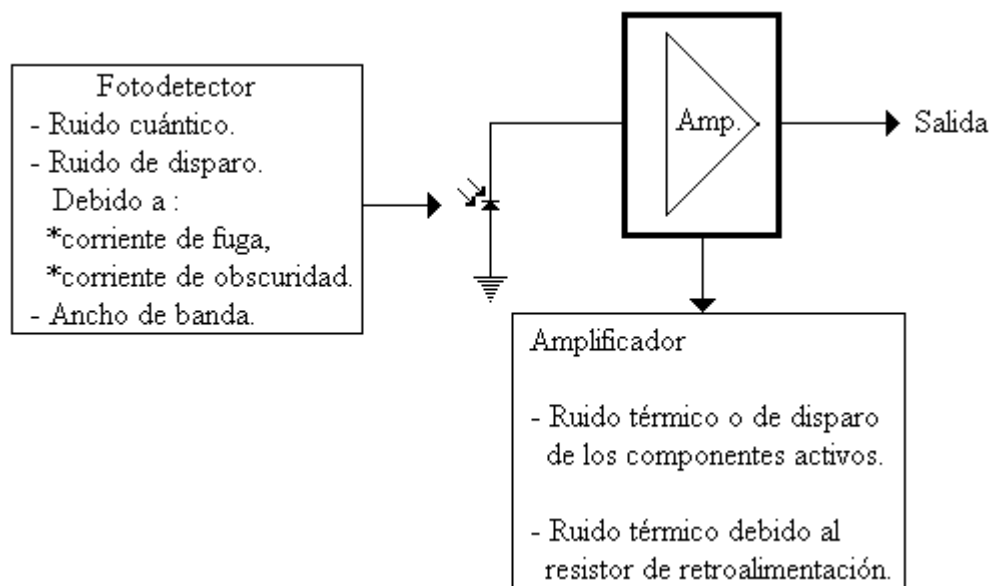 Fotodetector
- Ruido cuántico.
- Ruido de disparo.
Debido a :
*corriente de fuga,
*corriente de obscuridad.
- Ancho de banda.
Amp.
Salida
Amplificador
- Ruido térmico o de disparo
de los componentes activos.
- Ruido térmico debido al
resistor de retroalimentación.